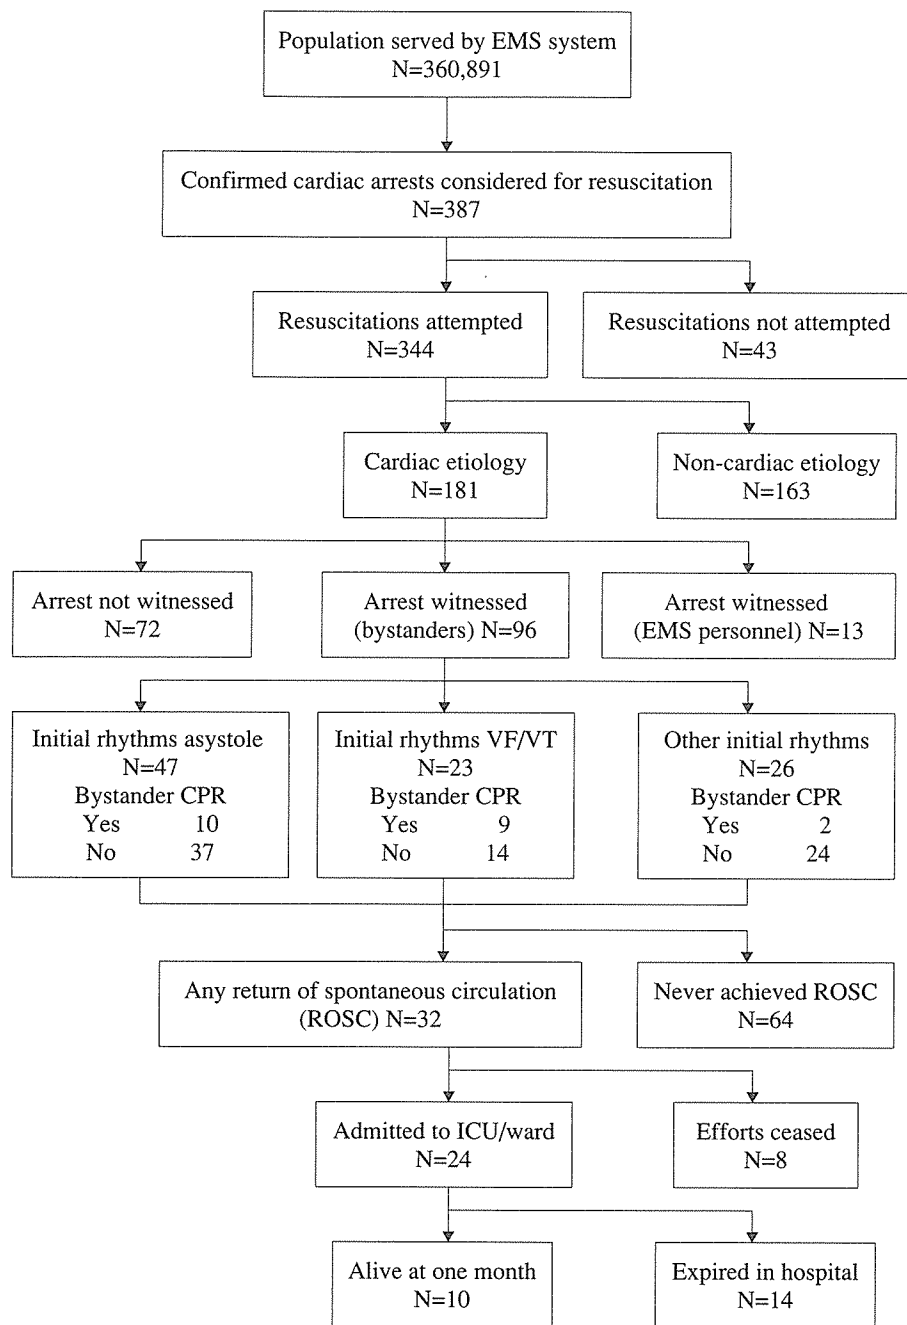 Population served by EMS system
N=360,891
Confirmed cardiac arrests considered for resuscitation
N=387
Resuscitations attempted
N=344
Resuscitations not attempted
N=43
Cardiac etiology
N=181
Non-cardiac etiology
N=163
Arrest not witnessed
N=72
Arrest witnessed
(bystanders) N=96
Arrest witnessed
(EMS personnel) N=13
Initial rhythms asystole
N=47
Bystander CPR
Yes 10
No 37
Initial rhythms VF/VT
N=23
Bystander CPR
Yes 9
No 14
Other initial rhythms
N=26
Bystander CPR
Yes 2
No 24
Any return of spontaneous circulation
(ROSC) N=32
Never achieved ROSC
N=64
Admitted to ICU/ward
N=24
Efforts ceased
N=8
Alive at one month
N=10
Expired in hospital
N=14